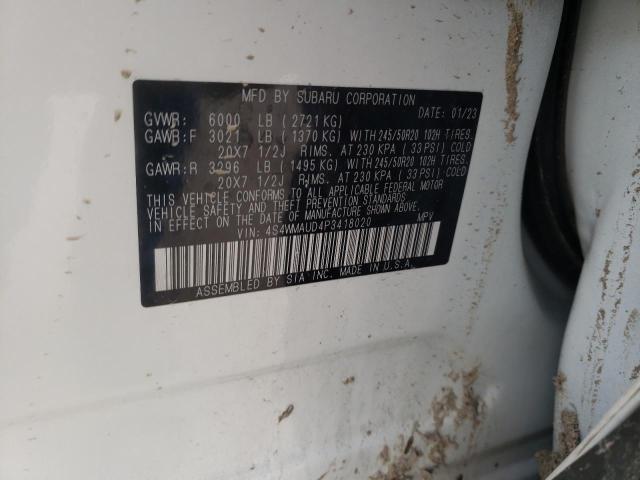 MFD BY SUBARU CORPORATION
GVWR: 6000 LB (2721 KG) DATE: 01/23
GAWR:F 3021 LB (1370 KG) WITH 245/50R20 102H TIRES,
20X7 1/2J RIMS, AT 230 KPA (33 PSI) COLD
GAWR:R 3296 LB (1495 KG) WITH 245/50R20 102H TIRES,
20X7 1/2J RIMS, AT 230 KPA (33 PSI) COLD
THIS VEHICLE CONFORMS TO ALL APPLICABLE FEDERAL MOTOR
VEHICLE SAFETY AND THEFT PREVENTION STANDARDS
IN EFFECT ON THE DATE OF MANUFACTURE SHOWN ABOVE.
VIN: 4S4WMAUD4P3418020 MPV
ASSEMBLED BY SIA INC. MADE IN U.S.A.